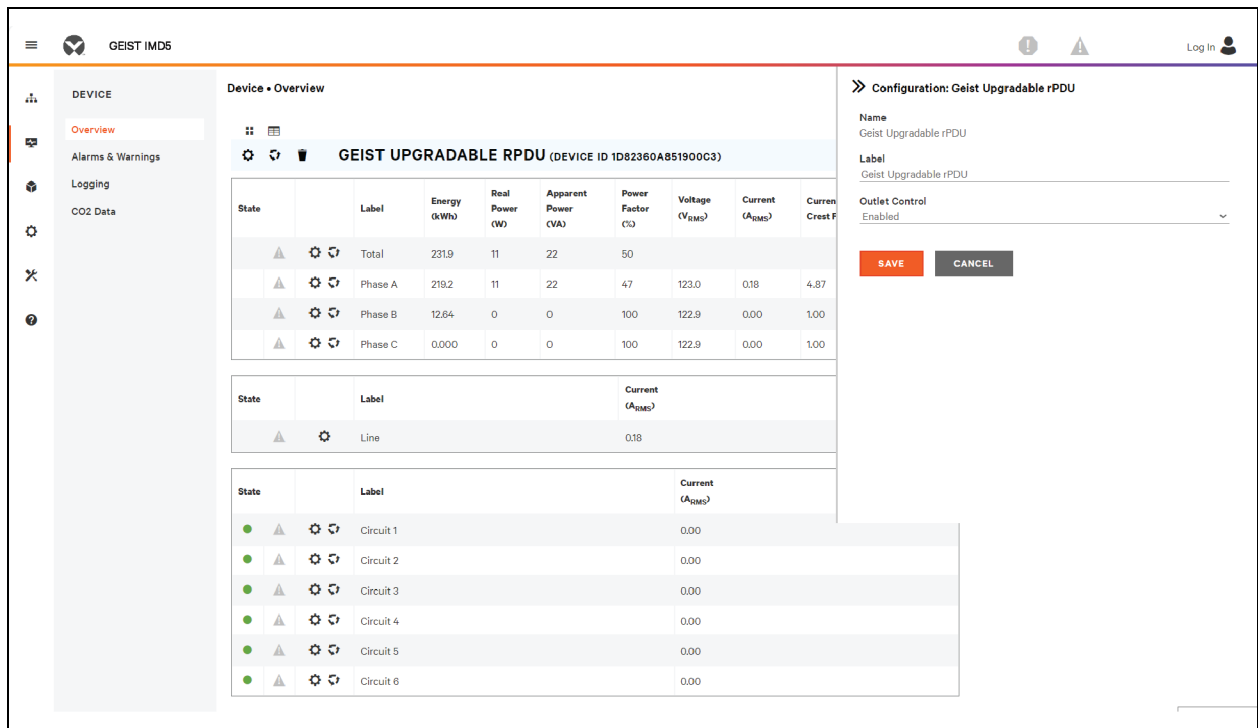 GEIST IMD5
Log In
DEVICE
Overview
Alarms & Warnings
Logging
CO2 Data
Device • Overview
GEIST UPGRADABLE RPDU (DEVICE ID 1D82360A851900C3)
State Label Energy (kWh) Real Power (W) Apparent Power (VA) Power Factor (%) Voltage (VRMS) Current (ARMS) Curren Crest F
Total 231.9 11 22 50
Phase A 219.2 11 22 47 123.0 0.18 4.87
Phase B 12.64 0 0 100 122.9 0.00 1.00
Phase C 0.000 0 0 100 122.9 0.00 1.00
State Label Current (ARMS)
Line 0.18
State Label Current (ARMS)
Circuit 1 0.00
Circuit 2 0.00
Circuit 3 0.00
Circuit 4 0.00
Circuit 5 0.00
Circuit 6 0.00
Configuration: Geist Upgradable rPDU
Name
Geist Upgradable rPDU
Label
Geist Upgradable rPDU
Outlet Control
Enabled
SAVE CANCEL